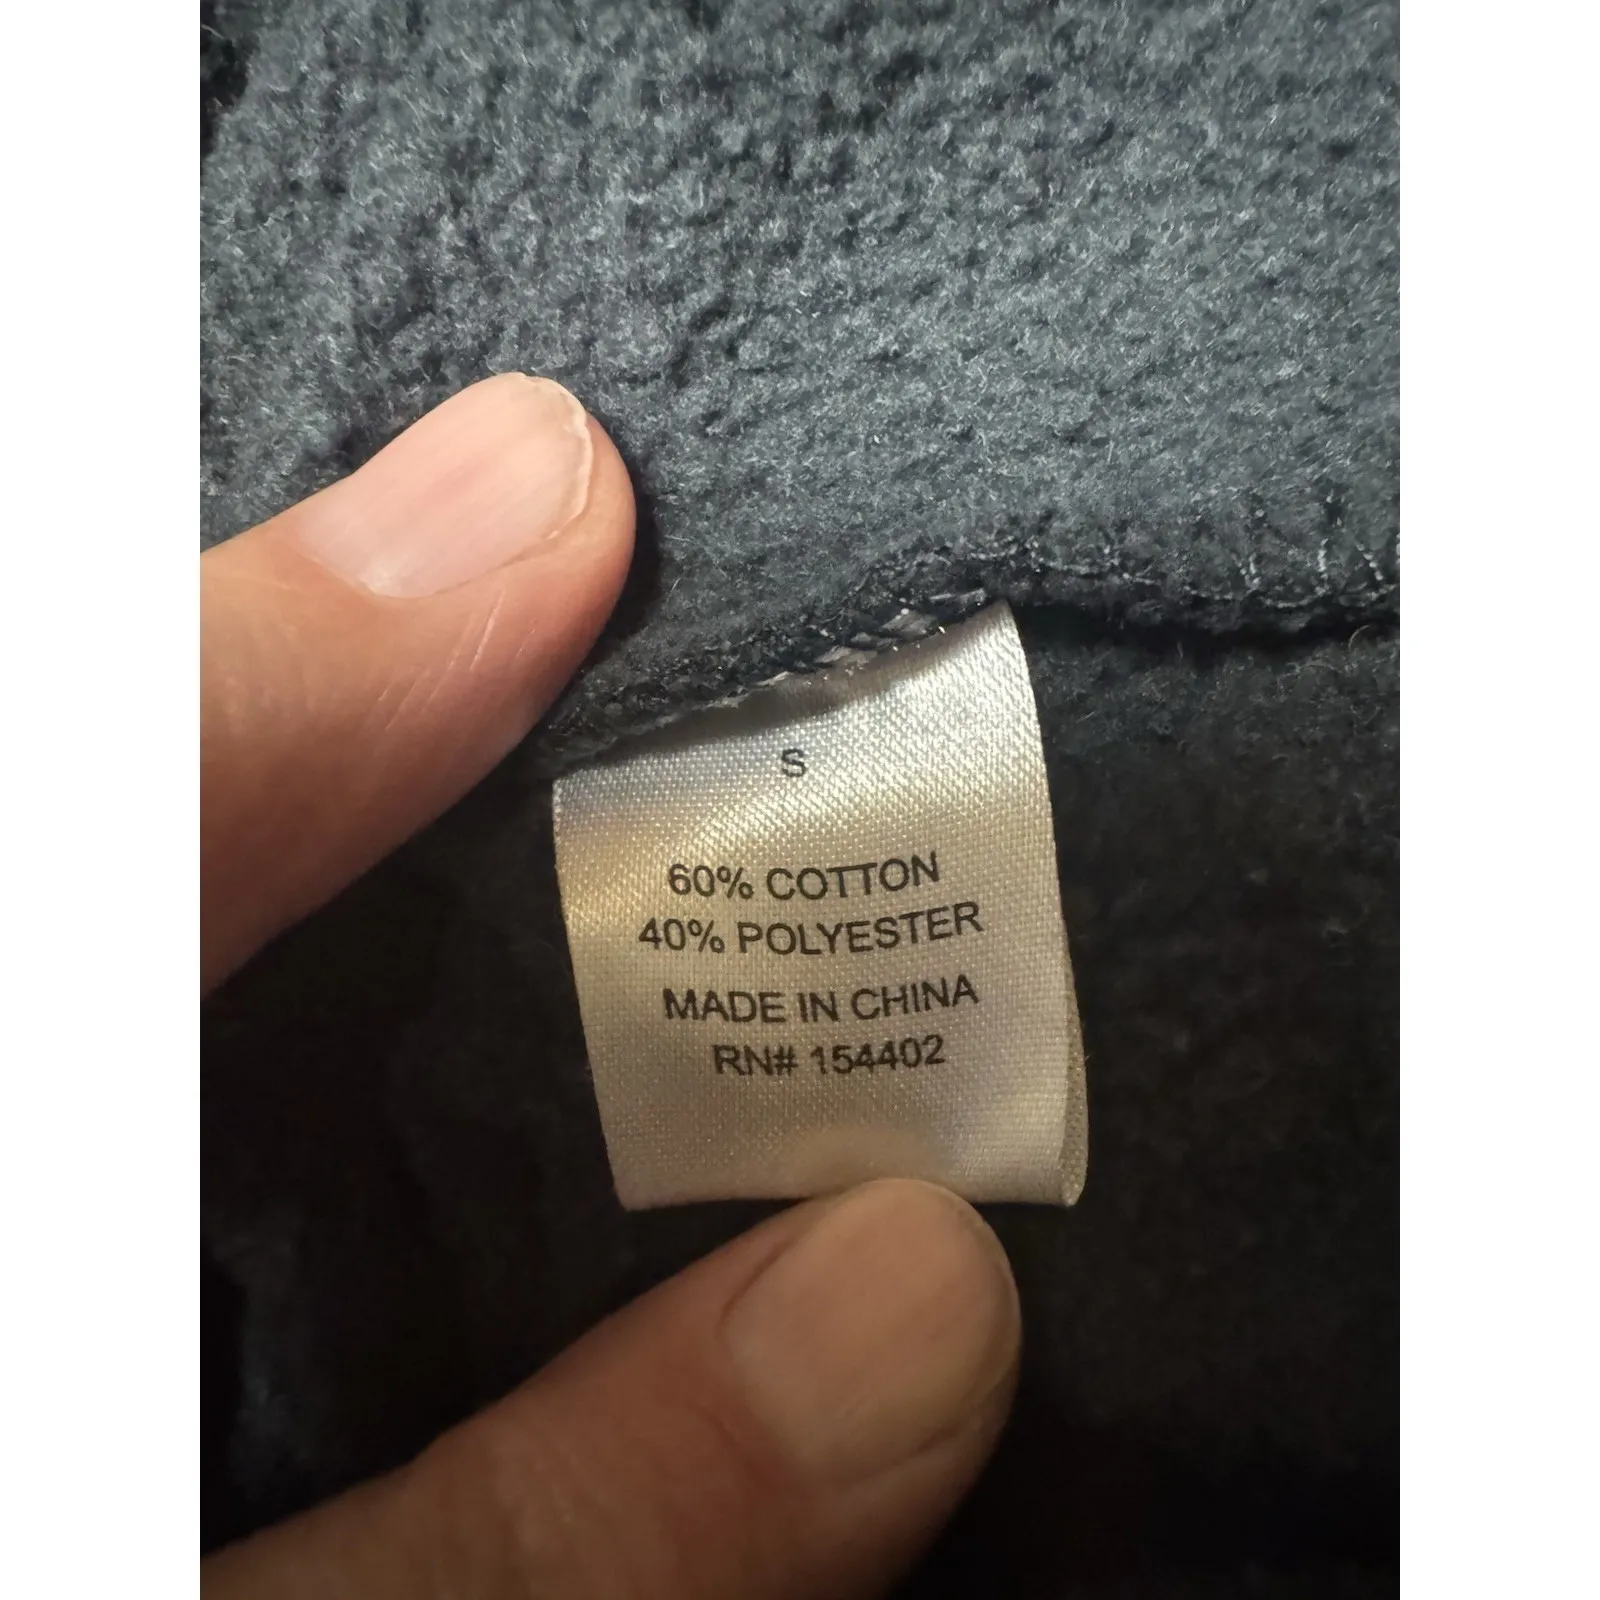 S
60% COTTON
40% POLYESTER
MADE IN CHINA
RN# 154402